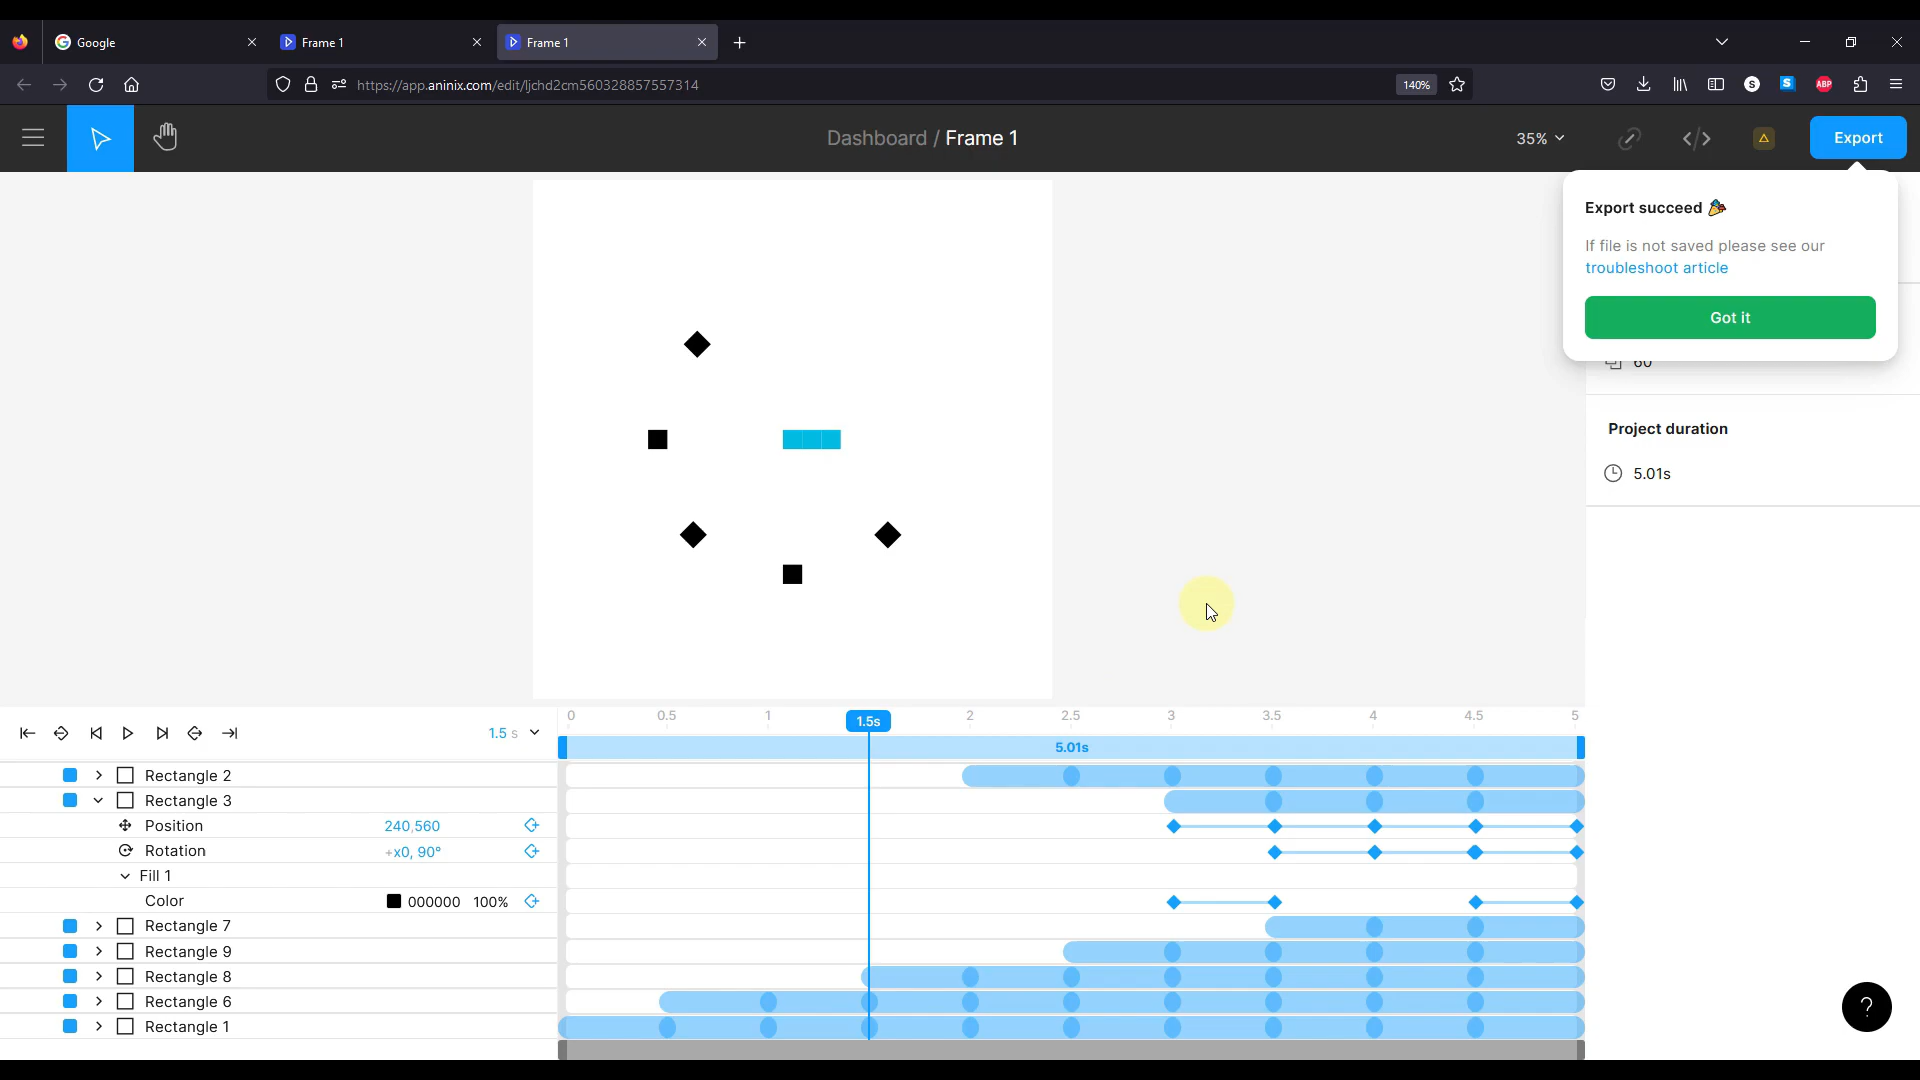 Google
Frame 1
Frame 1
https://app.aninix.com/edit/ljchd2cm560328857557314
140%
S
S
ABP
Dashboard / Frame 1
35%
Export
Export succeed
If file is not saved please see our
troubleshoot article
Got it
60
Project duration
5.01s
1.5 s
0 0.5 1 1.5s 2 2.5 3 3.5 4 4.5 5
5.01s
Rectangle 2
Rectangle 3
Position 240,560
Rotation +x0, 90°
Fill 1
Color 000000 100%
Rectangle 7
Rectangle 9
Rectangle 8
Rectangle 6
Rectangle 1
?